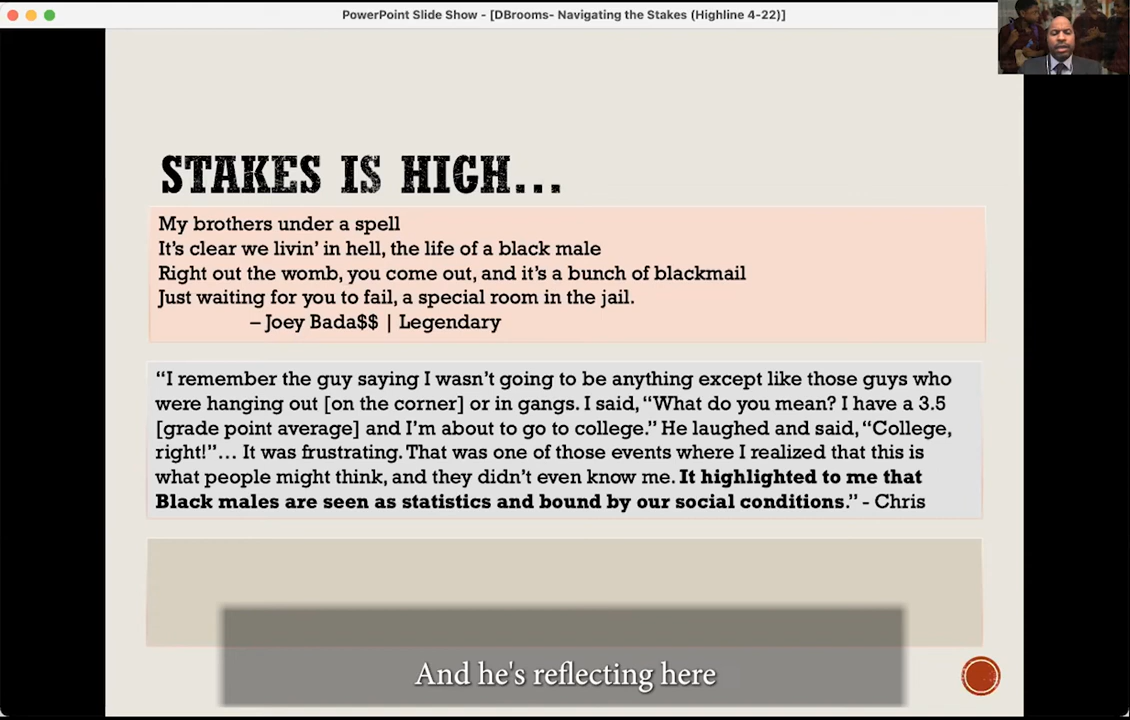 PowerPoint Slide Show - [DBrooms- Navigating the Stakes (Highline 4-22)]
STAKES IS HIGH...
My brothers under a spell
It’s clear we livin’ in hell, the life of a black male
Right out the womb, you come out, and it’s a bunch of blackmail
Just waiting for you to fail, a special room in the jail.
– Joey Bada$$ | Legendary
“I remember the guy saying I wasn’t going to be anything except like those guys who
were hanging out [on the corner] or in gangs. I said, “What do you mean? I have a 3.5
[grade point average] and I’m about to go to college.” He laughed and said, “College,
right!”… It was frustrating. That was one of those events where I realized that this is
what people might think, and they didn’t even know me. It highlighted to me that
Black males are seen as statistics and bound by our social conditions.” - Chris
And he's reflecting here